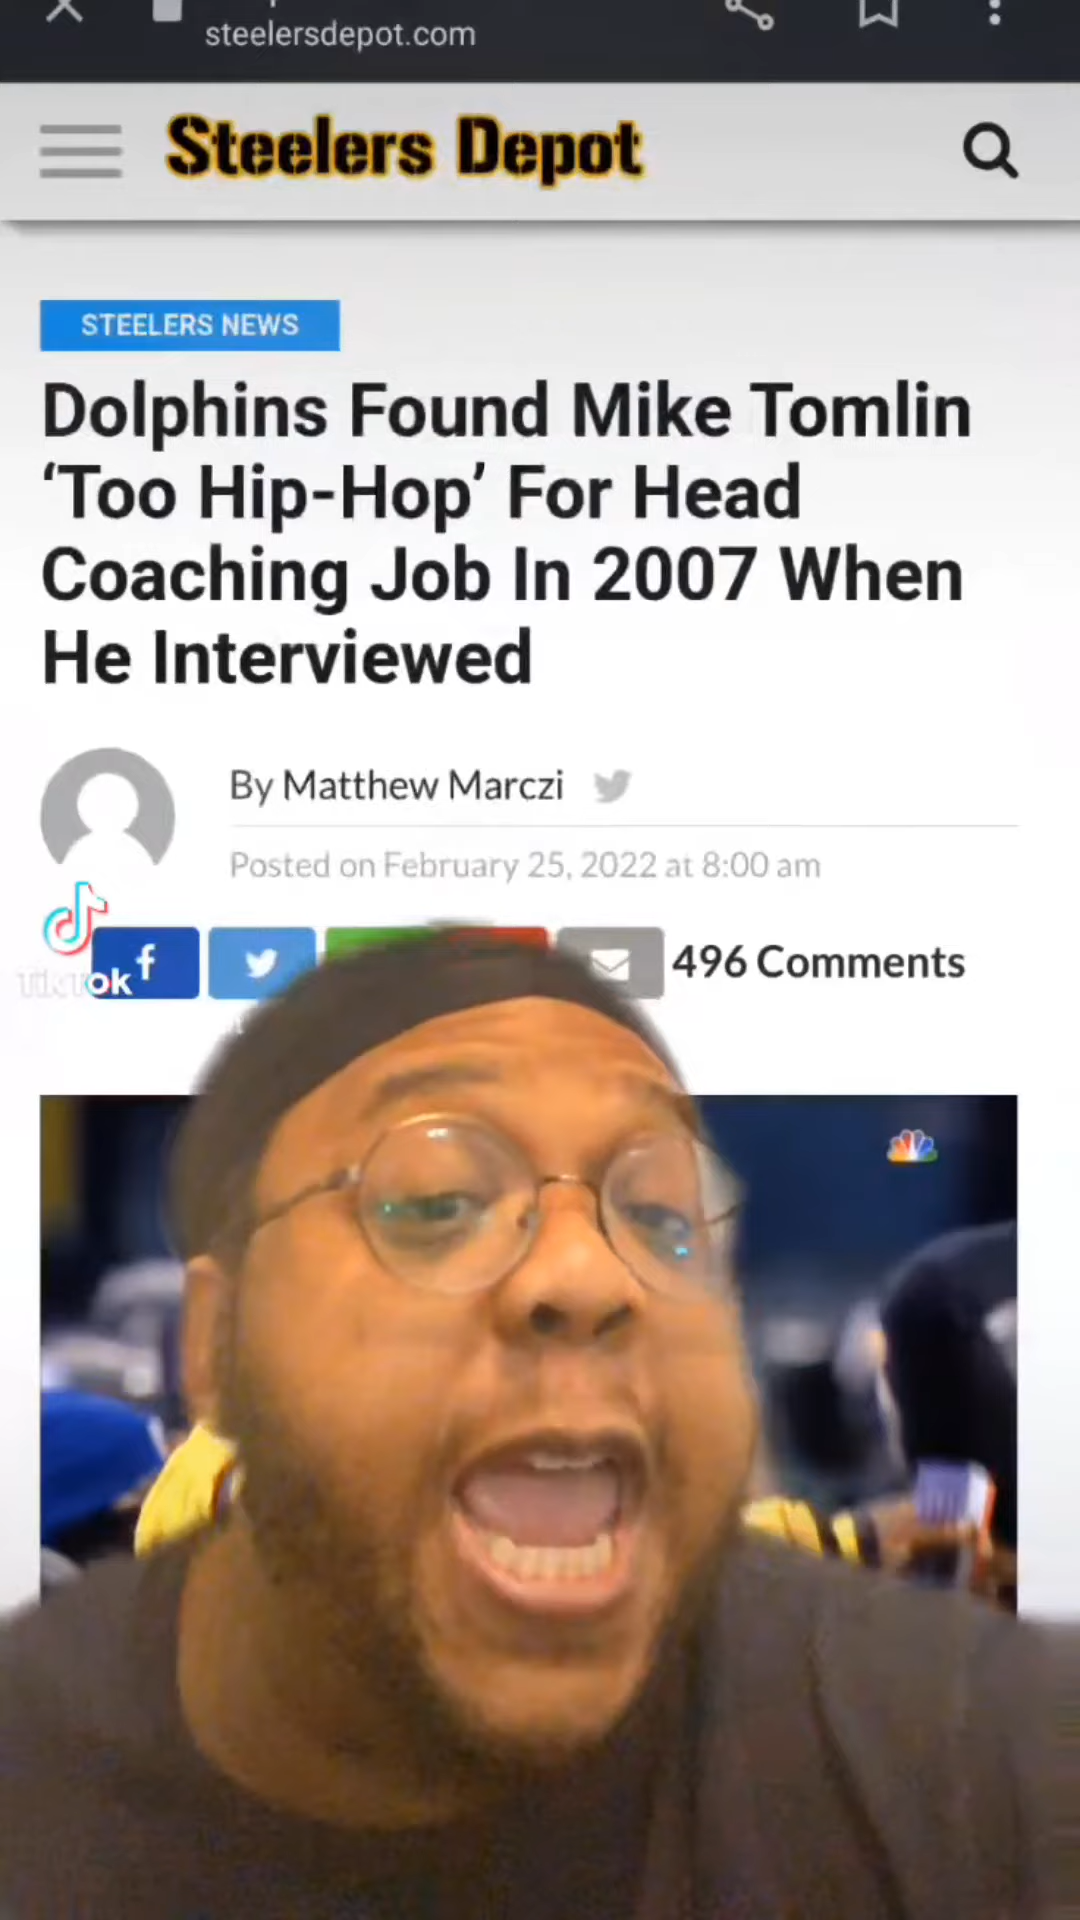 steelersdepot.com
Steelers Depot
STEELERS NEWS
Dolphins Found Mike Tomlin
‘Too Hip-Hop’ For Head
Coaching Job In 2007 When
He Interviewed
By Matthew Marczi
Posted on February 25, 2022 at 8:00 am
TikTok
f
496 Comments